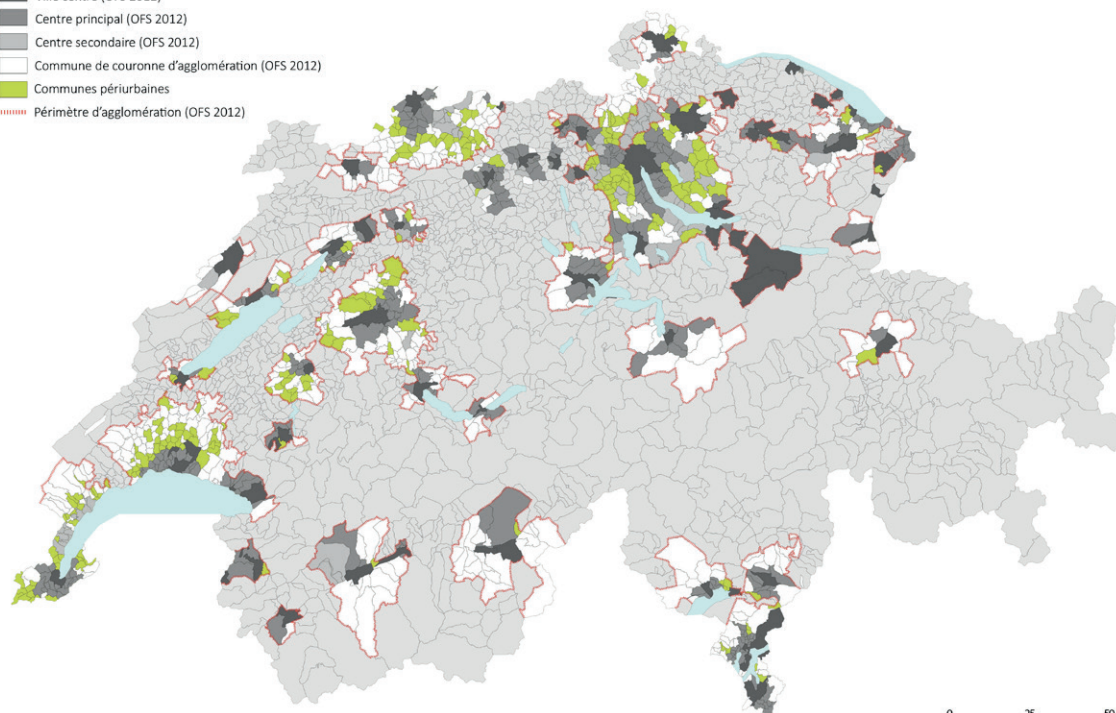 Centre principal (OFS 2012)
Centre secondaire (OFS 2012)
Commune de couronne d'agglomération (OFS 2012)
Communes périurbaines
Périmètre d'agglomération (OFS 2012)
0 25 50